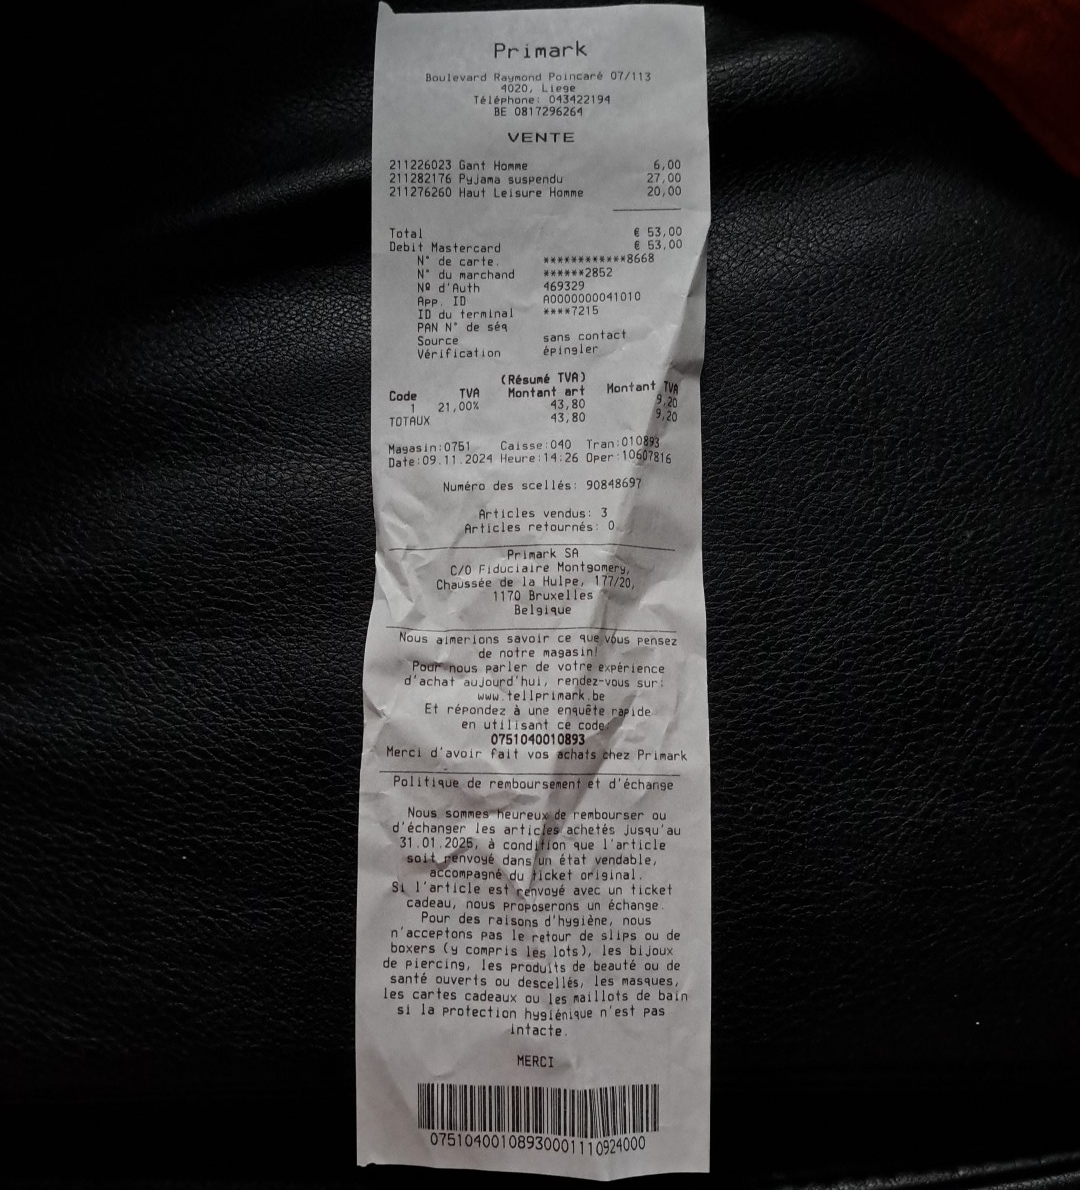 Primark
Boulevard Raymond Poincaré 07/113
4020, Liege
Téléphone: 043422194
BE 0817296264
VENTE
211226023 Gant Homme 6,00
211282176 Pyjama suspendu 27,00
211276260 Haut Leisure Homme 20,00
Total € 53,00
Debit Mastercard € 53,00
N° de carte. ************8668
N° du marchand ******2852
Nº d'Auth 469329
App. ID A0000000041010
ID du terminal ****7215
PAN N° de séq
Source sans contact
Vérification épingler
(Résumé TVA)
Code TVA Montant art Montant TVA
1 21,00% 43,80 9,20
TOTAUX 43,80 9,20
Magasin:0751 Caisse:040 Tran:010893
Date:09.11.2024 Heure:14:26 Oper:10607816
Numéro des scellés: 90848697
Articles vendus: 3
Articles retournés: 0
Primark SA
C/O Fiduciaire Montgomery,
Chaussée de la Hulpe, 177/20,
1170 Bruxelles
Belgique
Nous aimerions savoir ce que vous pensez
de notre magasin!
Pour nous parler de votre expérience
d'achat aujourd'hui, rendez-vous sur:
www.tellprimark.be
Et répondez à une enquête rapide
en utilisant ce code:
0751040010893
Merci d'avoir fait vos achats chez Primark
Politique de remboursement et d'échange
Nous sommes heureux de rembourser ou
d'échanger les articles achetés jusqu'au
31.01.2025, à condition que l'article
soit renvoyé dans un état vendable,
accompagné du ticket original.
Si l'article est renvoyé avec un ticket
cadeau, nous proposerons un échange.
Pour des raisons d'hygiène, nous
n'acceptons pas le retour de slips ou de
boxers (y compris les lots), les bijoux
de piercing, les produits de beauté ou de
santé ouverts ou descellés, les masques,
les cartes cadeaux ou les maillots de bain
si la protection hygiénique n'est pas
intacte.
MERCI
07510400108930001110924000